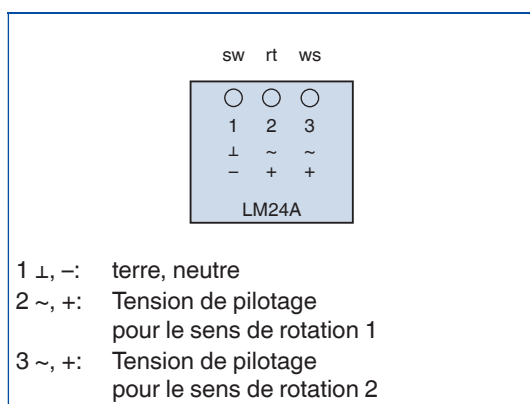 sw rt ws
1 2 3
⊥ ~ ~
– + +
LM24A
1 ⊥, –: terre, neutre
2 ~, +: Tension de pilotage
pour le sens de rotation 1
3 ~, +: Tension de pilotage
pour le sens de rotation 2